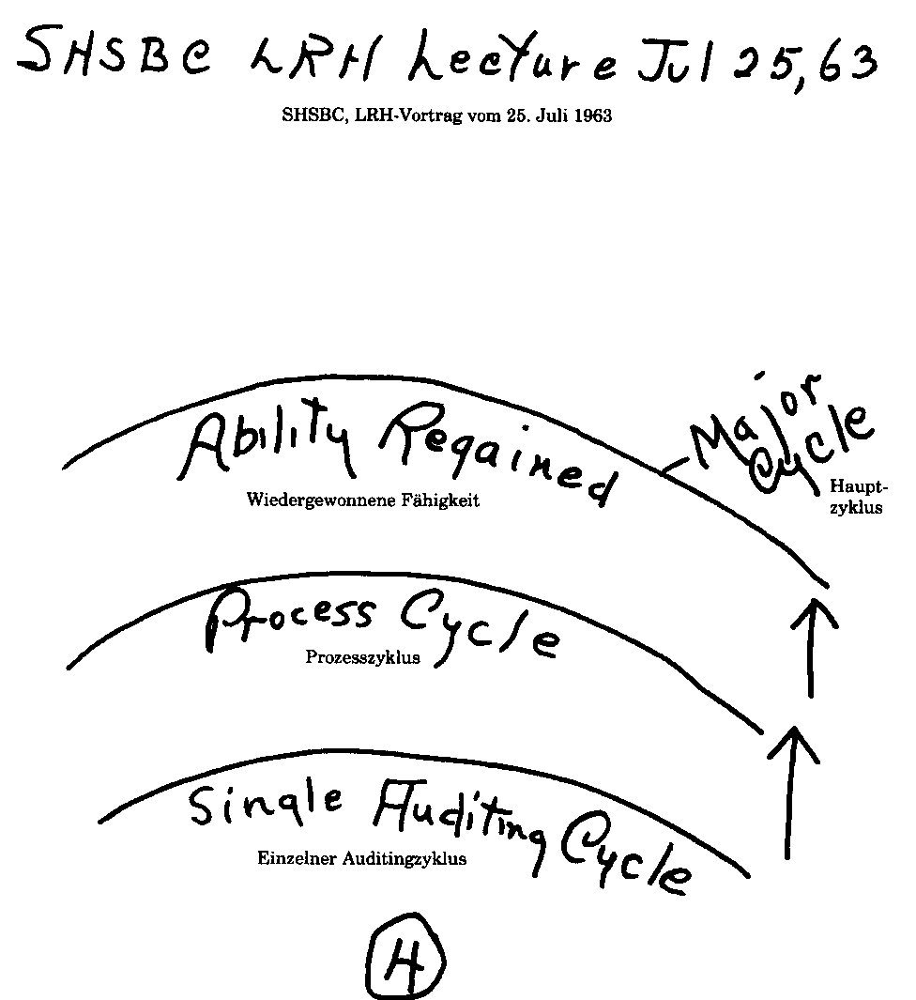 SHSBC LRH Lecture Jul 25, 63
SHSBC, LRH-Vortrag vom 25. Juli 1963
Ability Regained
Major
Cycle
Wiedergewonnene Fähigkeit
Haupt-
zyklus
Process Cycle
Prozesszyklus
Single Auditing Cycle
Einzelner Auditingzyklus
H